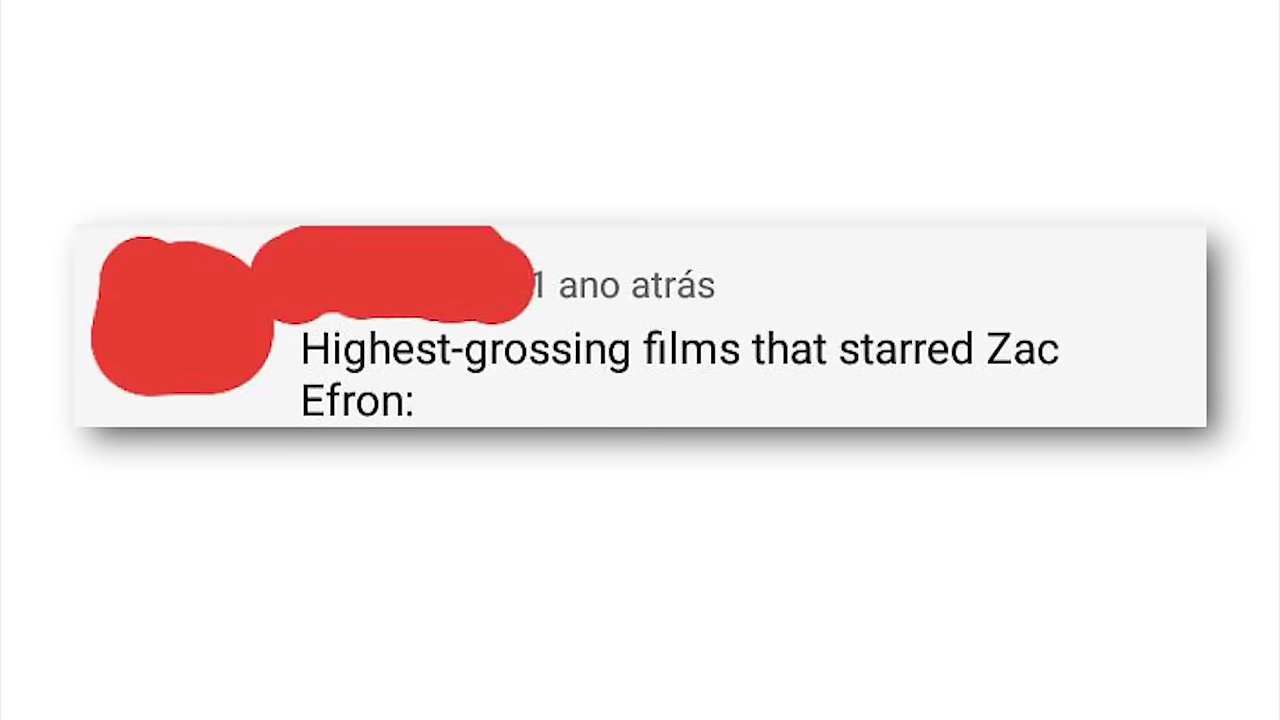 1 ano atrás
Highest-grossing films that starred Zac
Efron: